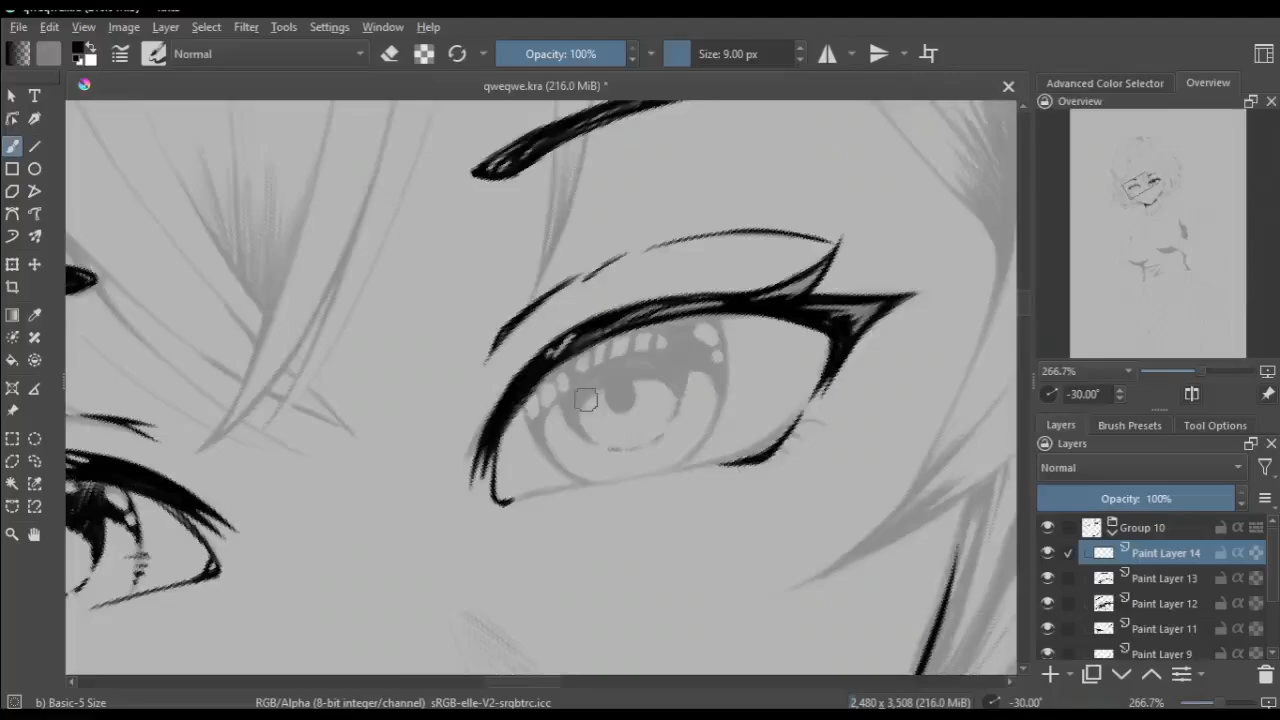 File Edit View Image Layer Select Filter Tools Settings Window Help
Normal Opacity: 100% Size: 9.00 px
qweqwe.kra (216.0 MiB) *
Advanced Color Selector Overview
Overview
266.7%
-30.00°
Layers Brush Presets Tool Options
Layers
Normal
Opacity: 100%
Group 10
Paint Layer 14
Paint Layer 13
Paint Layer 12
Paint Layer 11
Paint Layer 9
b) Basic-5 Size RGB/Alpha (8-bit integer/channel) sRGB-elle-V2-srgbtrc.icc 2,480 x 3,508 (216.0 MiB) -30.00° 266.7%